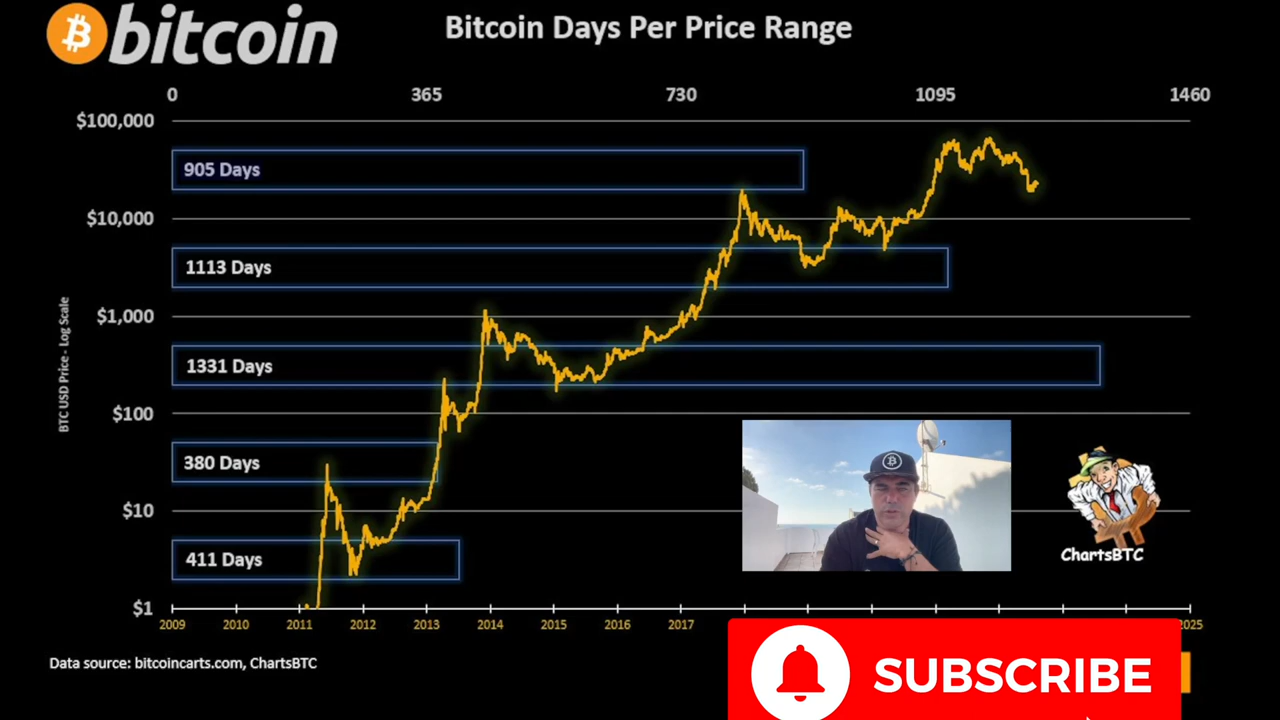 bitcoin
Bitcoin Days Per Price Range
0 365 730 1095 1460
$100,000
905 Days
$10,000
1113 Days
$1,000
1331 Days
$100
380 Days
$10
411 Days
$1
BTC USD Price - Log Scale
ChartsBTC
2009 2010 2011 2012 2013 2014 2015 2016 2017 2025
Data source: bitcoincarts.com, ChartsBTC
SUBSCRIBE